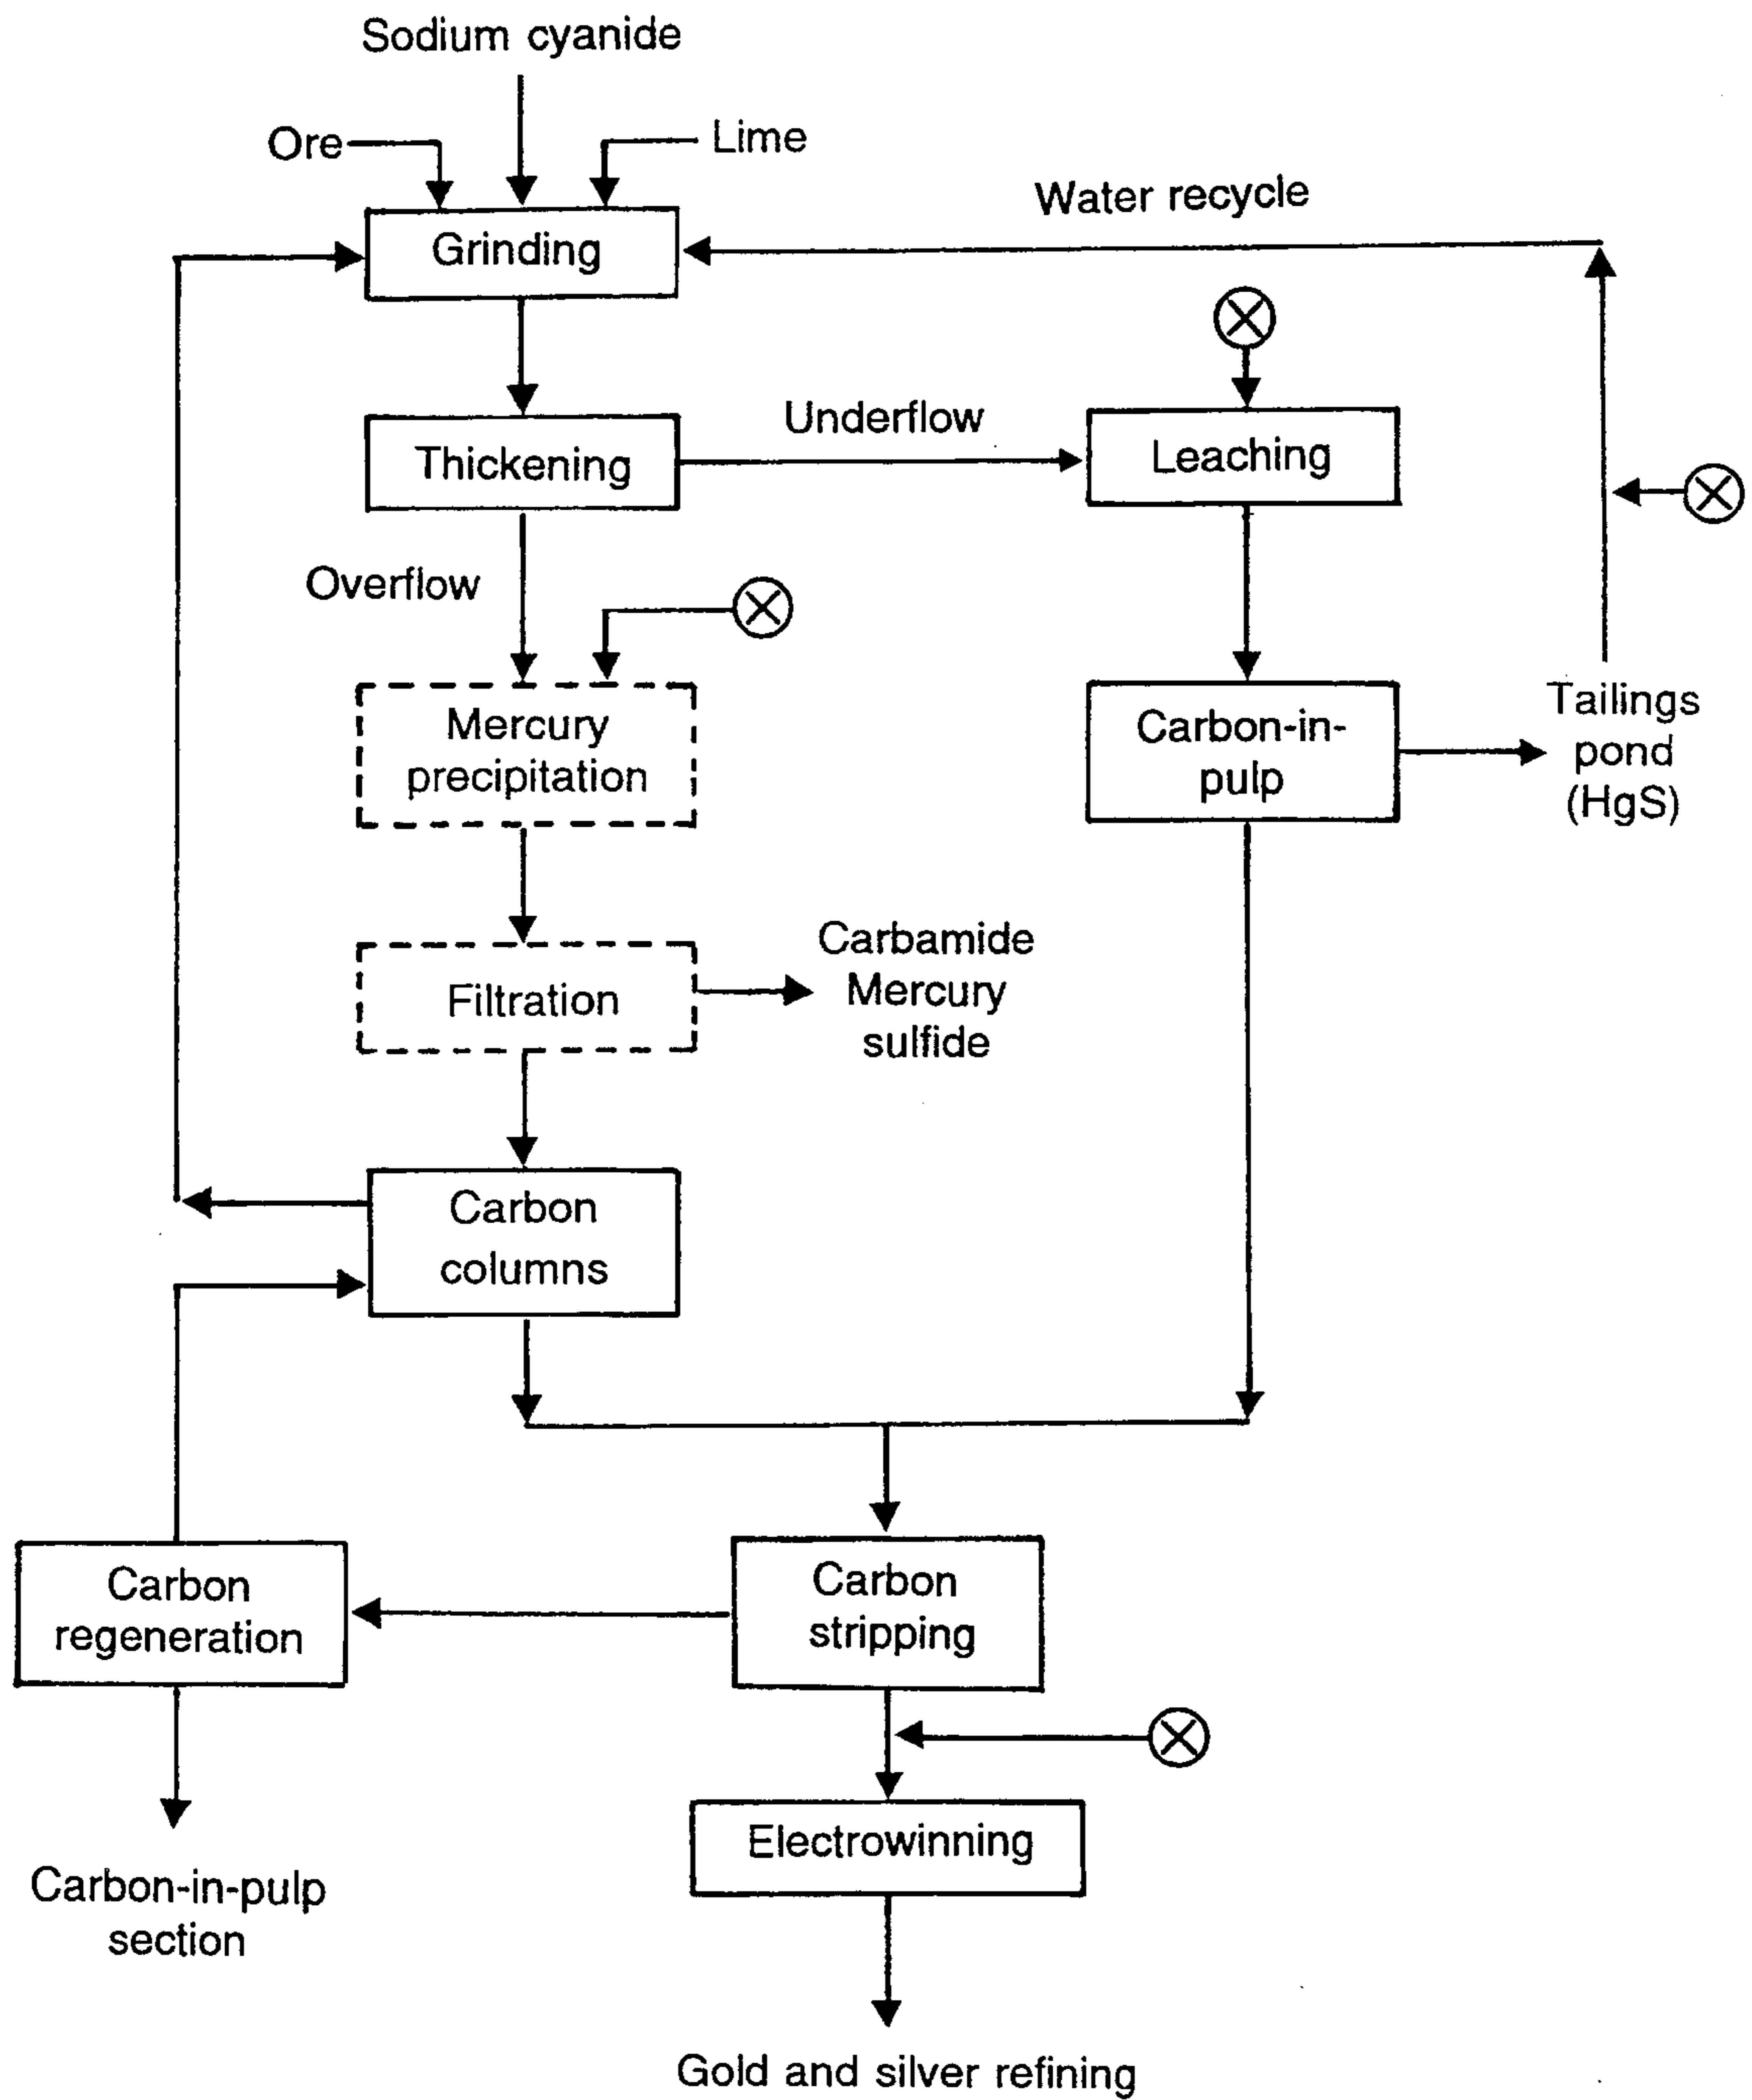 Sodium cyanide
Ore
Lime
Water recycle
Grinding
Underflow
Thickening
Leaching
Overflow
Mercury
precipitation
Carbon-in-
pulp
Tailings
pond
(HgS)
Filtration
Carbamide
Mercury
sulfide
Carbon
columns
Carbon
regeneration
Carbon
stripping
Electrowinning
Carbon-in-pulp
section
Gold and silver refining